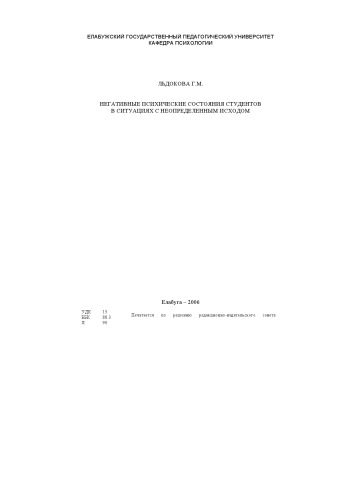 ЕЛАБУЖСКИЙ ГОСУДАРСТВЕННЫЙ ПЕДАГОГИЧЕСКИЙ УНИВЕРСИТЕТ
КАФЕДРА ПСИХОЛОГИИ
ЛЬДОКОВА Г.М.
НЕГАТИВНЫЕ ПСИХИЧЕСКИЕ СОСТОЯНИЯ СТУДЕНТОВ
В СИТУАЦИЯХ С НЕОПРЕДЕЛЕННЫМ ИСХОДОМ
Елабуга – 2006
УДК 15
ББК 88.3
Печатается по решению редакционно-издательского совета